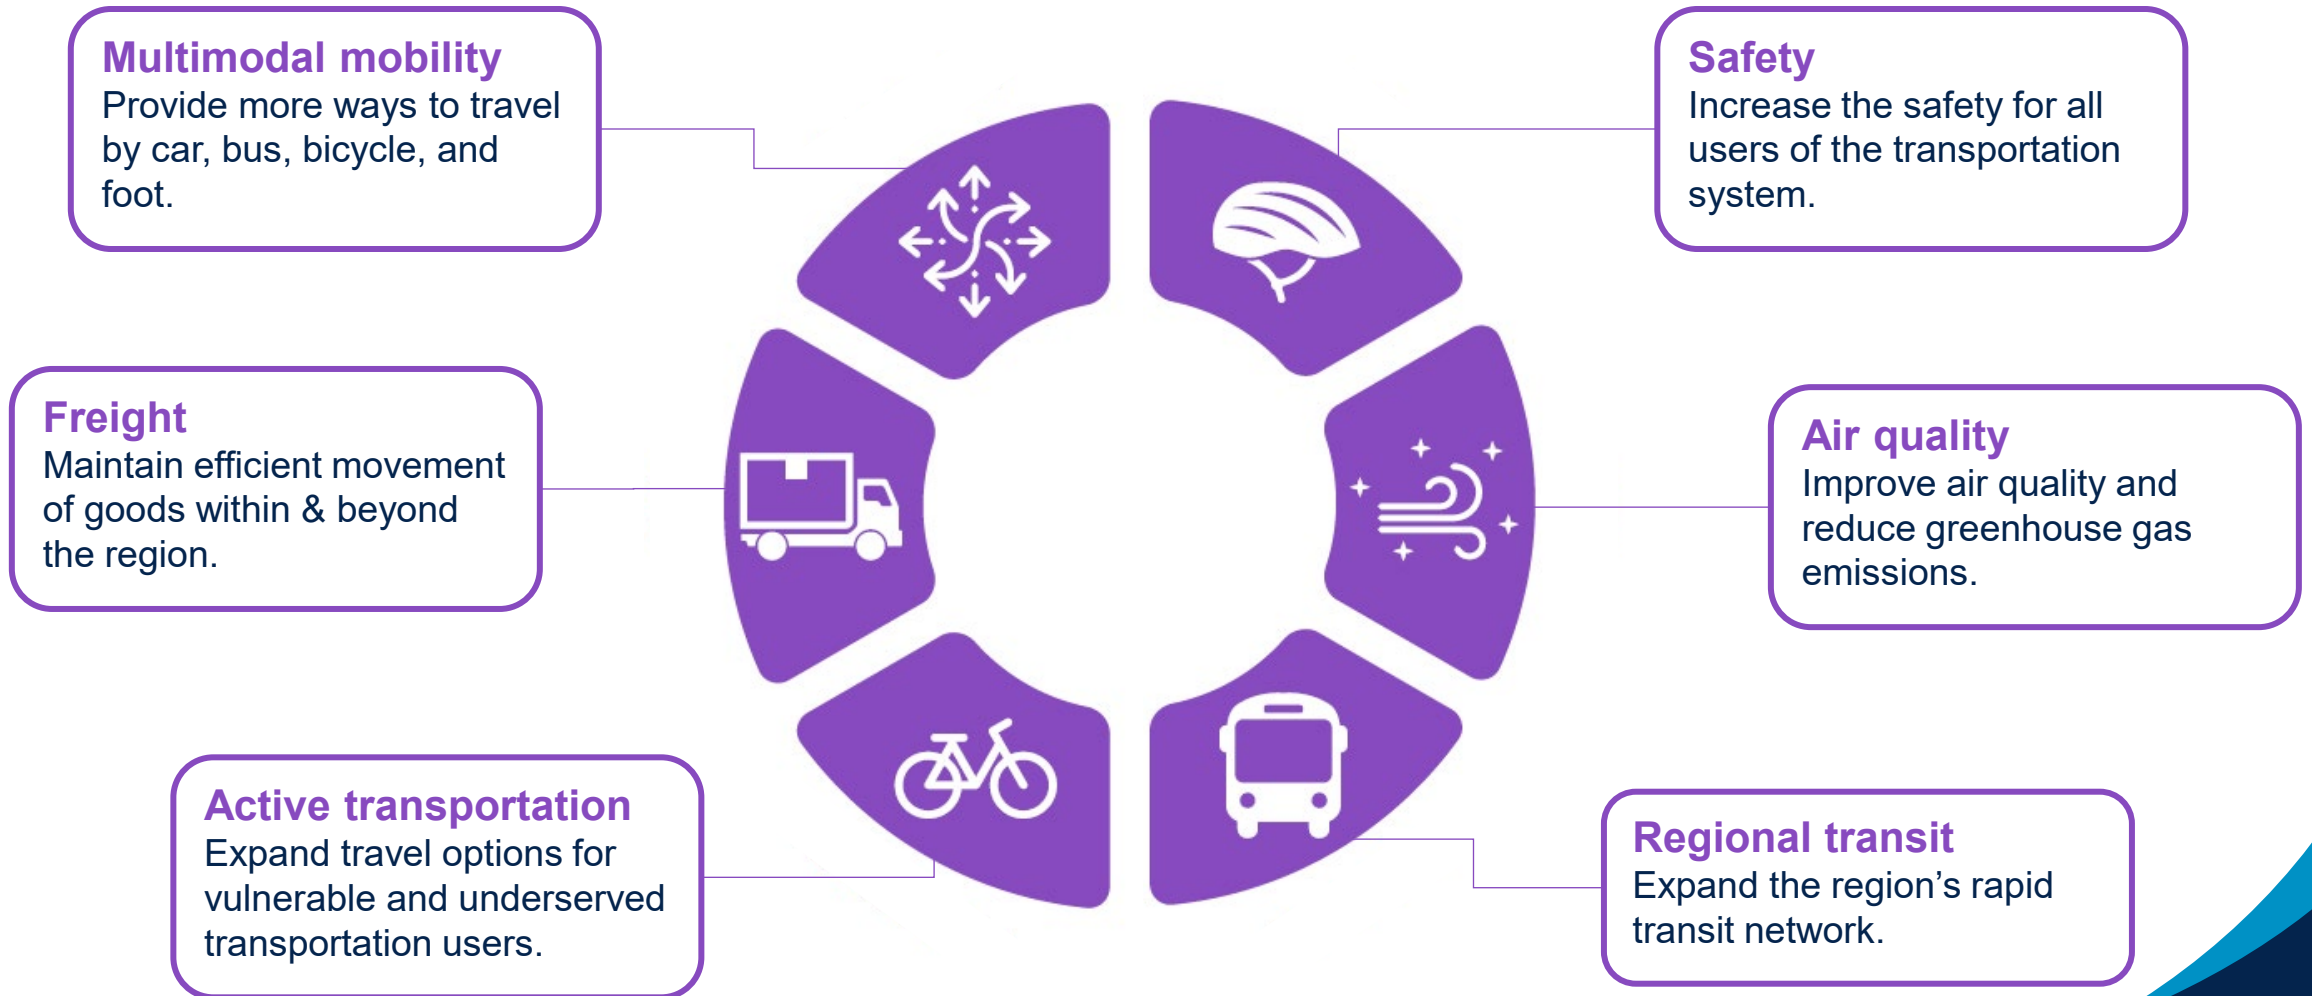 Multimodal mobility
Provide more ways to travel
by car, bus, bicycle, and
foot.
Safety
Increase the safety for all
users of the transportation
system.
Freight
Maintain efficient movement
of goods within & beyond
the region.
Air quality
Improve air quality and
reduce greenhouse gas
emissions.
Active transportation
Expand travel options for
vulnerable and underserved
transportation users.
Regional transit
Expand the region’s rapid
transit network.